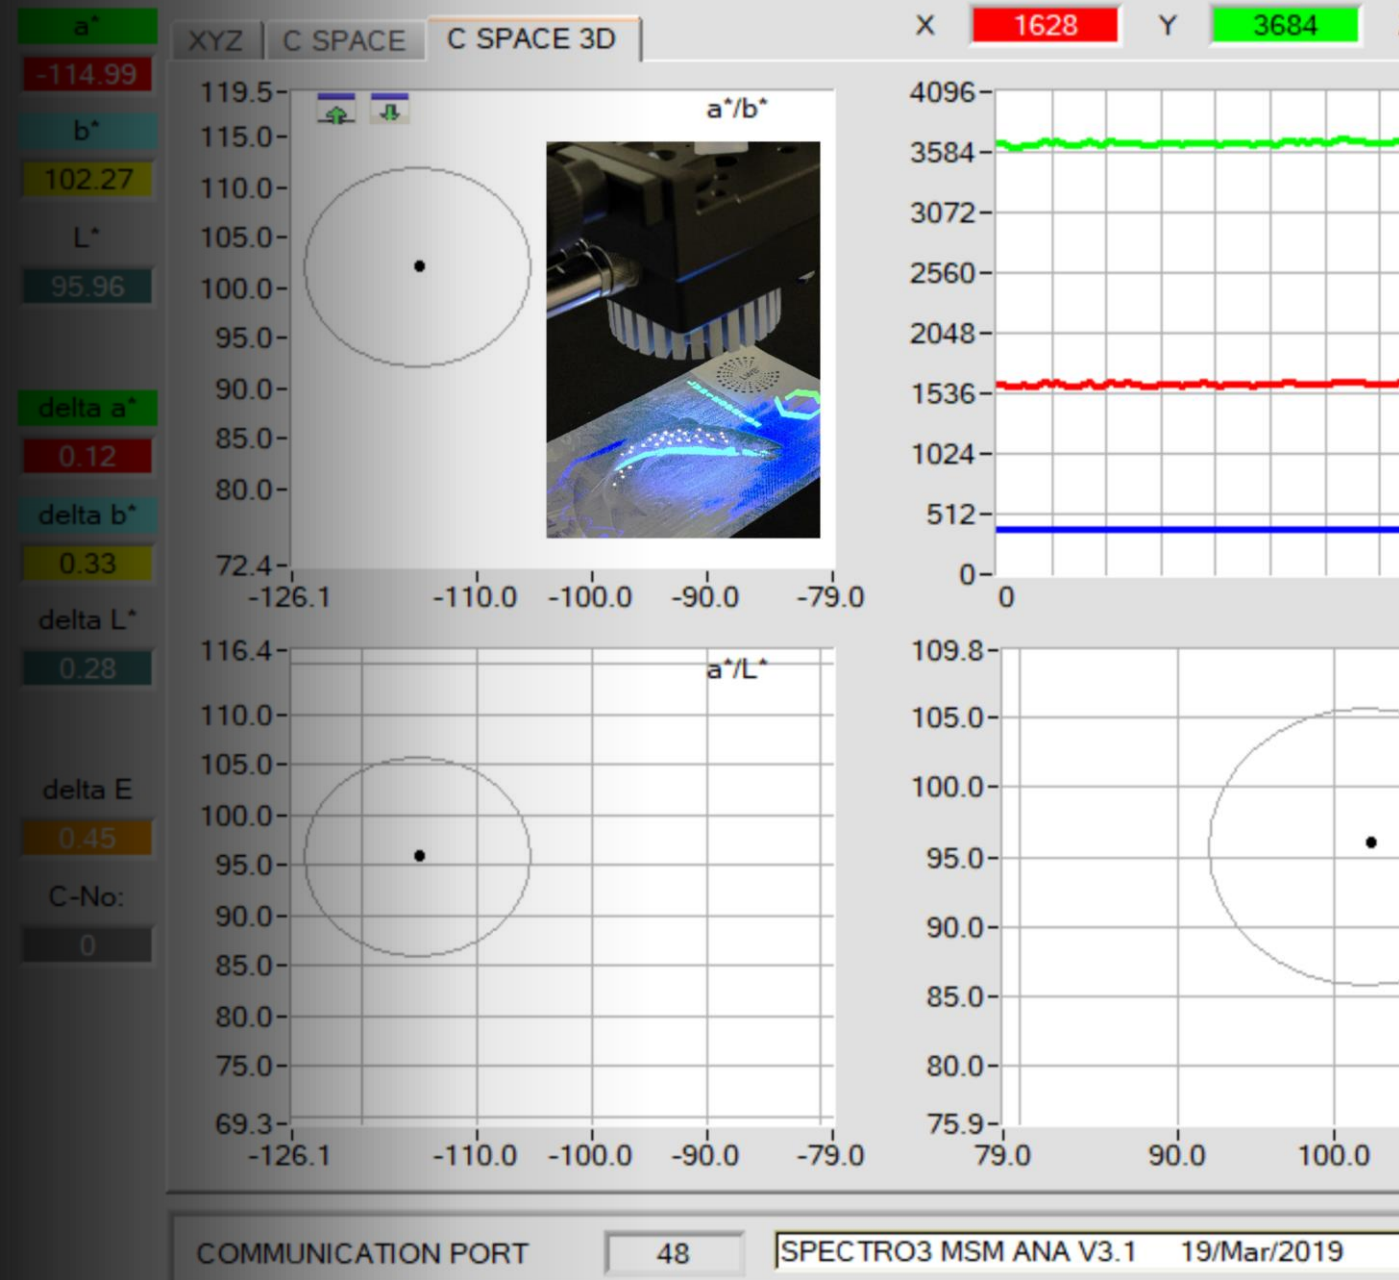 a*
-114.99
b*
102.27
L*
95.96
delta a*
0.12
delta b*
0.33
delta L*
0.28
delta E
0.45
C-No:
0
XYZ C SPACE C SPACE 3D
X 1628 Y 3684
a*/b*
119.5
115.0
110.0
105.0
100.0
95.0
90.0
85.0
80.0
72.4
-126.1 -110.0 -100.0 -90.0 -79.0
4096
3584
3072
2560
2048
1536
1024
512
0
0
a*/L*
116.4
110.0
105.0
100.0
95.0
90.0
85.0
80.0
75.0
69.3
-126.1 -110.0 -100.0 -90.0 -79.0
109.8
105.0
100.0
95.0
90.0
85.0
80.0
75.9
79.0 90.0 100.0
COMMUNICATION PORT 48 SPECTRO3 MSM ANA V3.1 19/Mar/2019